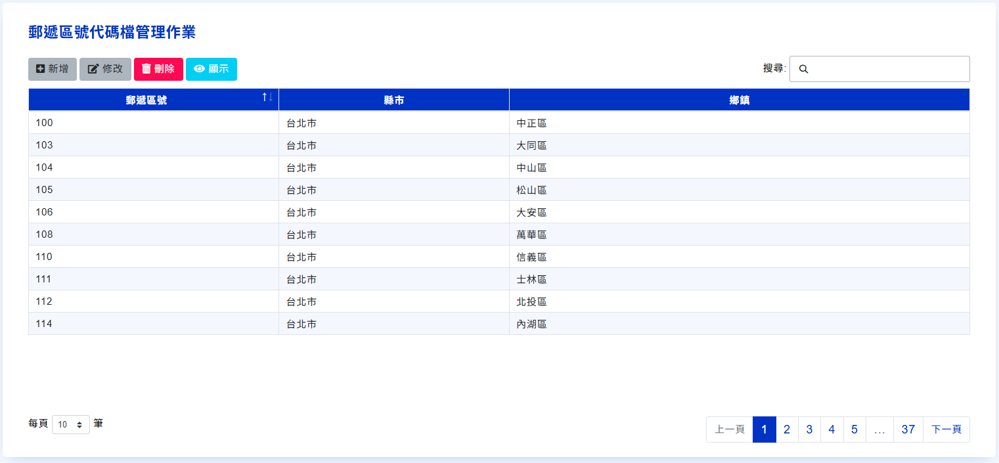 郵遞區號代碼檔管理作業
新增 修改 刪除 顯示 搜尋:
郵遞區號 縣市 鄉鎮
100 台北市 中正區
103 台北市 大同區
104 台北市 中山區
105 台北市 松山區
106 台北市 大安區
108 台北市 萬華區
110 台北市 信義區
111 台北市 士林區
112 台北市 北投區
114 台北市 內湖區
每頁 10 筆 上一頁 1 2 3 4 5 ... 37 下一頁